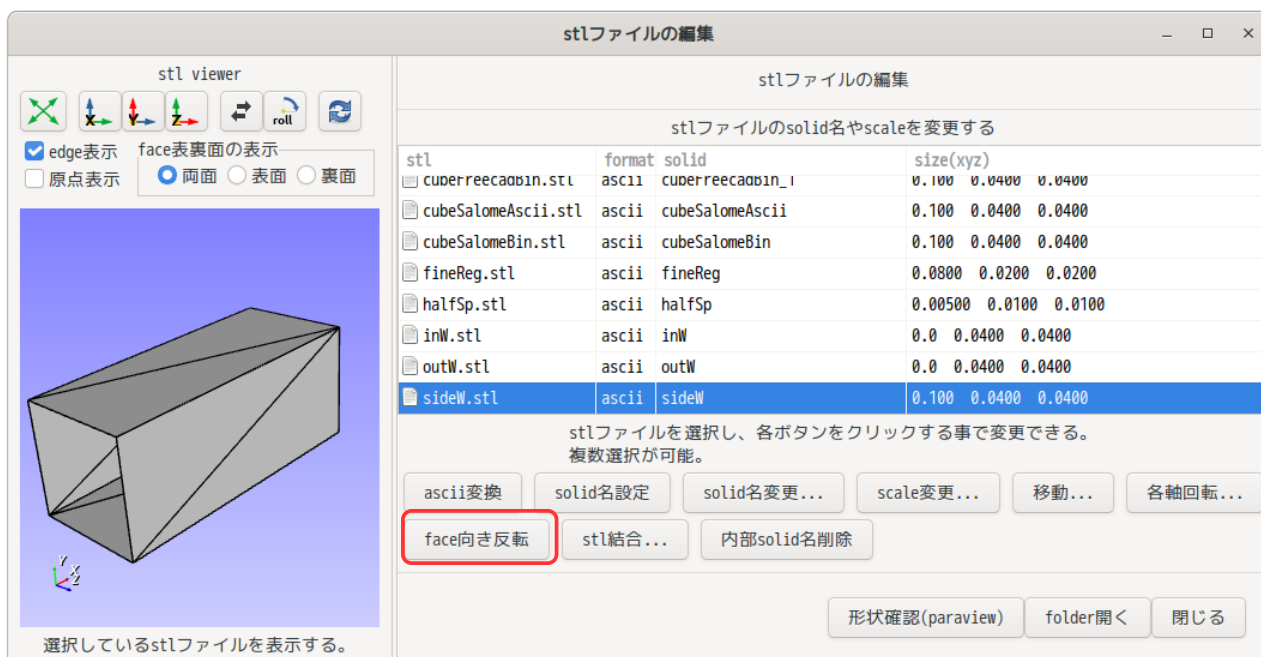 stlファイルの編集
stl viewer
X Y Z roll
edge表示
face表裏面の表示
原点表示
両面 表面 裏面
Y X Z
選択しているstlファイルを表示する。
stlファイルの編集
stlファイルのsolid名やscaleを変更する
stl format solid size(xyz)
cubeFreecadBin.stl ascii cubeFreecadBin_1 0.100 0.0400 0.0400
cubeSalomeAscii.stl ascii cubeSalomeAscii 0.100 0.0400 0.0400
cubeSalomeBin.stl ascii cubeSalomeBin 0.100 0.0400 0.0400
fineReg.stl ascii fineReg 0.0800 0.0200 0.0200
halfSp.stl ascii halfSp 0.00500 0.0100 0.0100
inW.stl ascii inW 0.0 0.0400 0.0400
outW.stl ascii outW 0.0 0.0400 0.0400
sideW.stl ascii sideW 0.100 0.0400 0.0400
stlファイルを選択し、各ボタンをクリックする事で変更できる。
複数選択が可能。
ascii変換 solid名設定 solid名変更... scale変更... 移動... 各軸回転...
face向き反転 stl結合... 内部solid名削除
形状確認(paraview) folder開く 閉じる